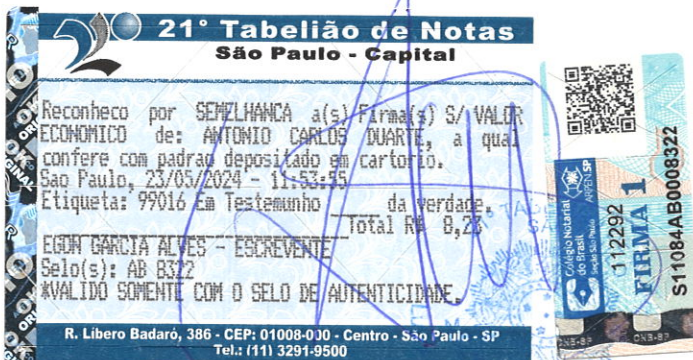 21° Tabelião de Notas
São Paulo - Capital
Reconheco por SEMELHANCA a(s) Firma(s) S/ VALOR
ECONOMICO de: ANTONIO CARLOS DUARTE, a qual
confere com padrao depositado em cartorio.
Sao Paulo, 23/05/2024 - 11:53:55
Etiqueta: 99016 Em Testemunho ______ da verdade.
Total R$ 8,23
EGON GARCIA ALVES - ESCREVENTE
Selo(s): AB 8322
*VALIDO SOMENTE COM O SELO DE AUTENTICIDADE.
R. Líbero Badaró, 386 - CEP: 01008-000 - Centro - São Paulo - SP
Tel.: (11) 3291-9500
Colégio Notarial
do Brasil
Seção São Paulo
ARPEN SP
112292
FIRMA 1
S11084AB0008322